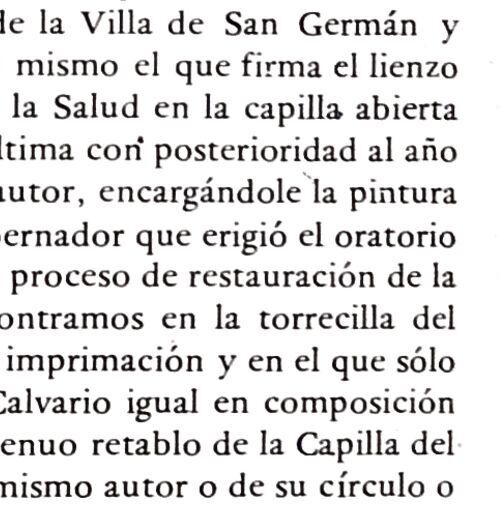 de la Villa de San Germán y
mismo el que firma el lienzo
la Salud en la capilla abierta
ltima con posterioridad al año
autor, encargándole la pintura
ernador que erigió el oratorio
proceso de restauración de la
ontramos en la torrecilla del
imprimación y en el que sólo
Calvario igual en composición
enuo retablo de la Capilla del
mismo autor o de su círculo o